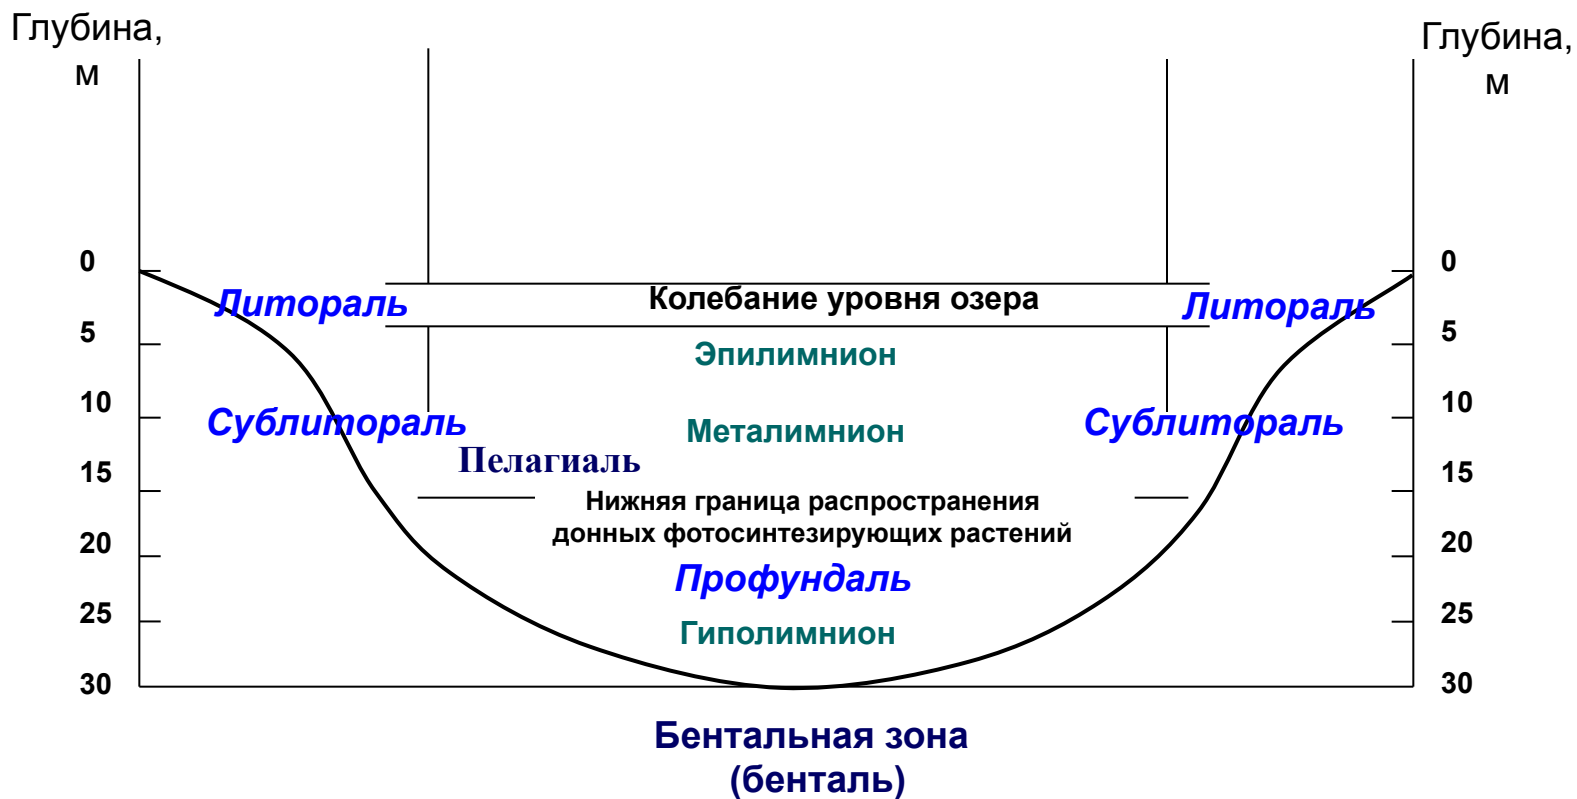 Глубина,
м
Глубина,
м
0
0
Литораль
Колебание уровня озера
Литораль
5
5
Эпилимнион
10
10
Сублитораль
Металимнион
Сублитораль
Пелагиаль
15
15
Нижняя граница распространения
донных фотосинтезирующих растений
20
20
Профундаль
25
25
Гиполимнион
30
30
Бентальная зона
(бенталь)